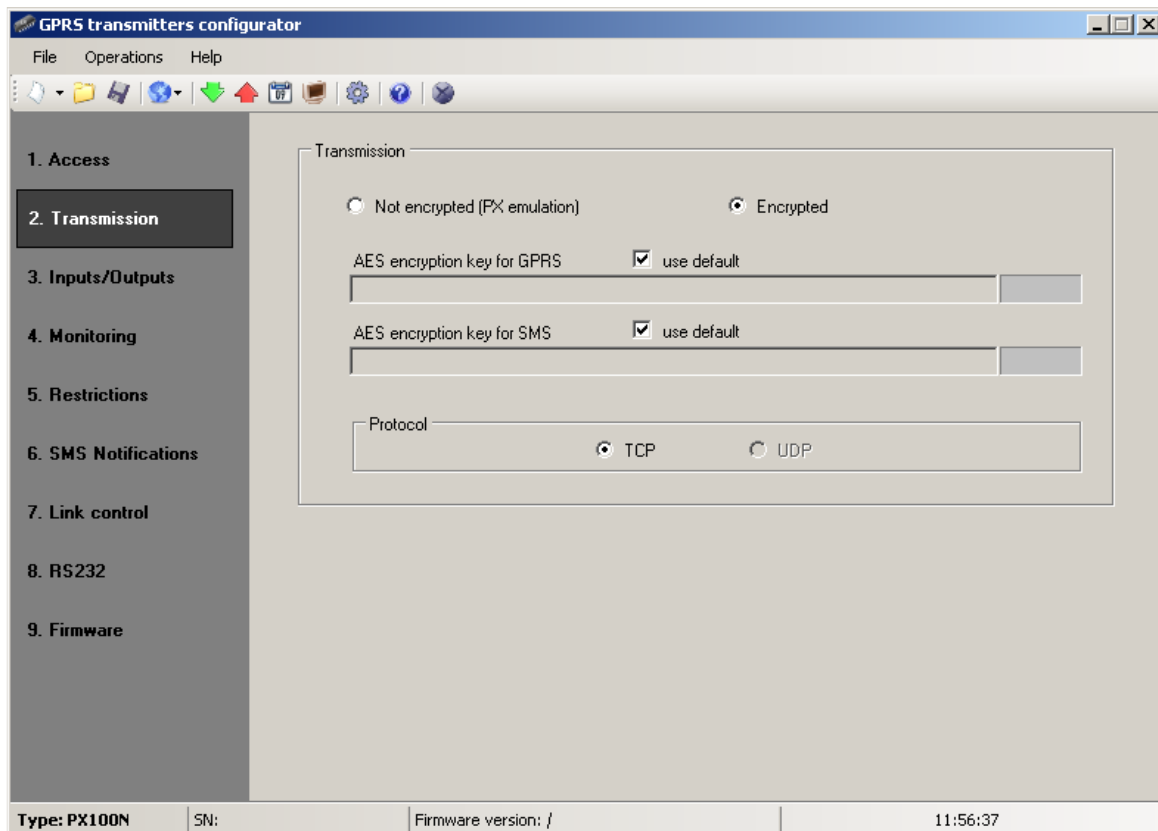 GPRS transmitters configurator
File Operations Help
1. Access
2. Transmission
3. Inputs/Outputs
4. Monitoring
5. Restrictions
6. SMS Notifications
7. Link control
8. RS232
9. Firmware
Transmission
Not encrypted (PX emulation) Encrypted
AES encryption key for GPRS use default
AES encryption key for SMS use default
Protocol
TCP UDP
Type: PX100N SN: Firmware version: / 11:56:37